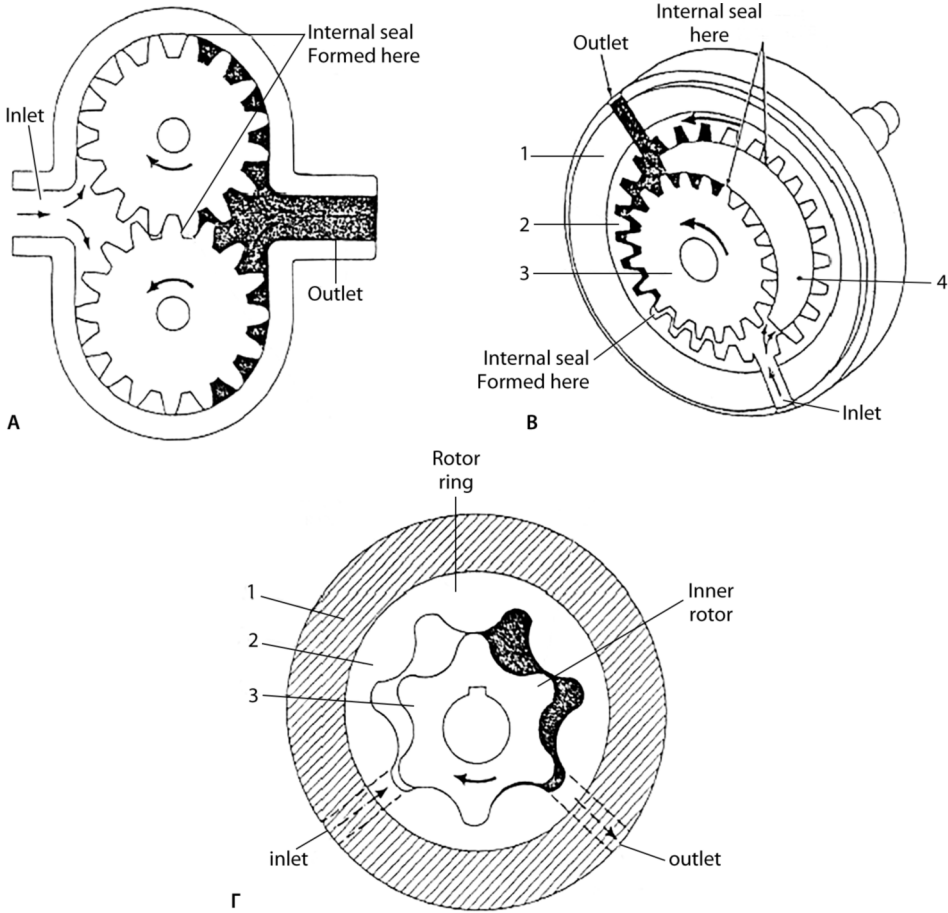 Internal seal
Formed here
Inlet
Outlet
А
Internal seal
here
Outlet
1
2
3
4
Internal seal
Formed here
Inlet
В
Rotor
ring
1
Inner
rotor
2
3
inlet
outlet
Г